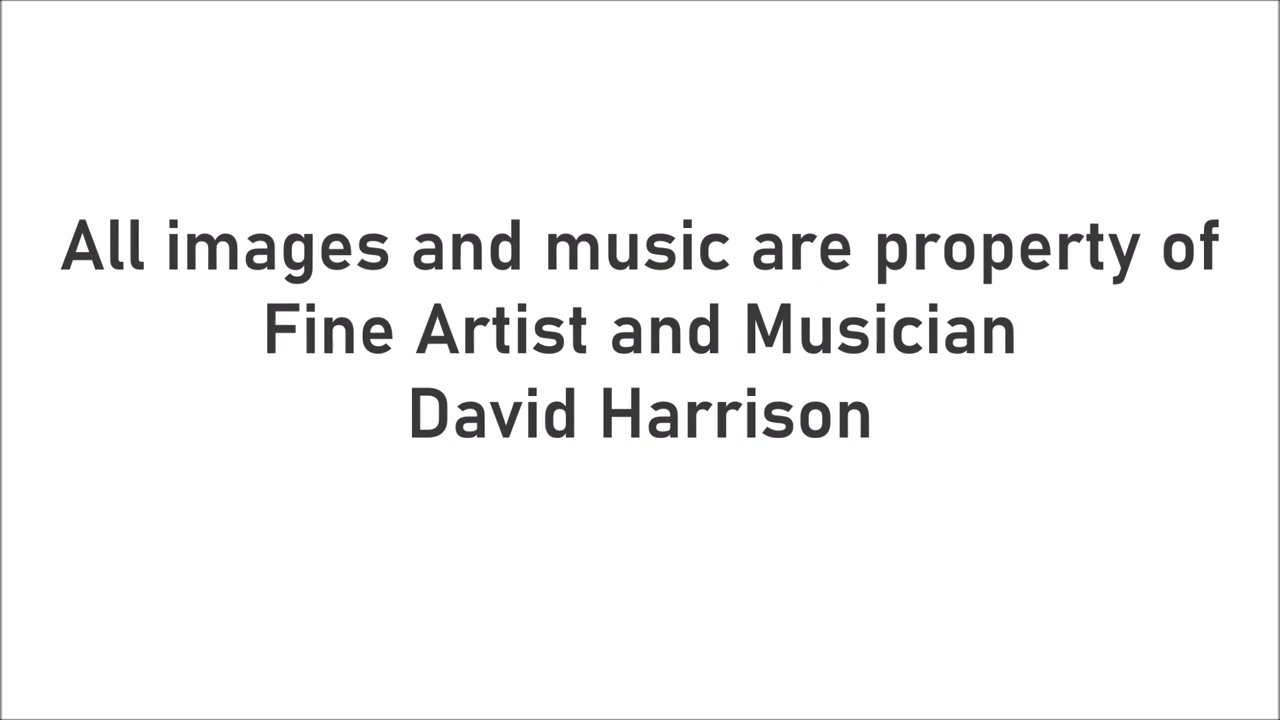 All images and music are property of
Fine Artist and Musician
David Harrison